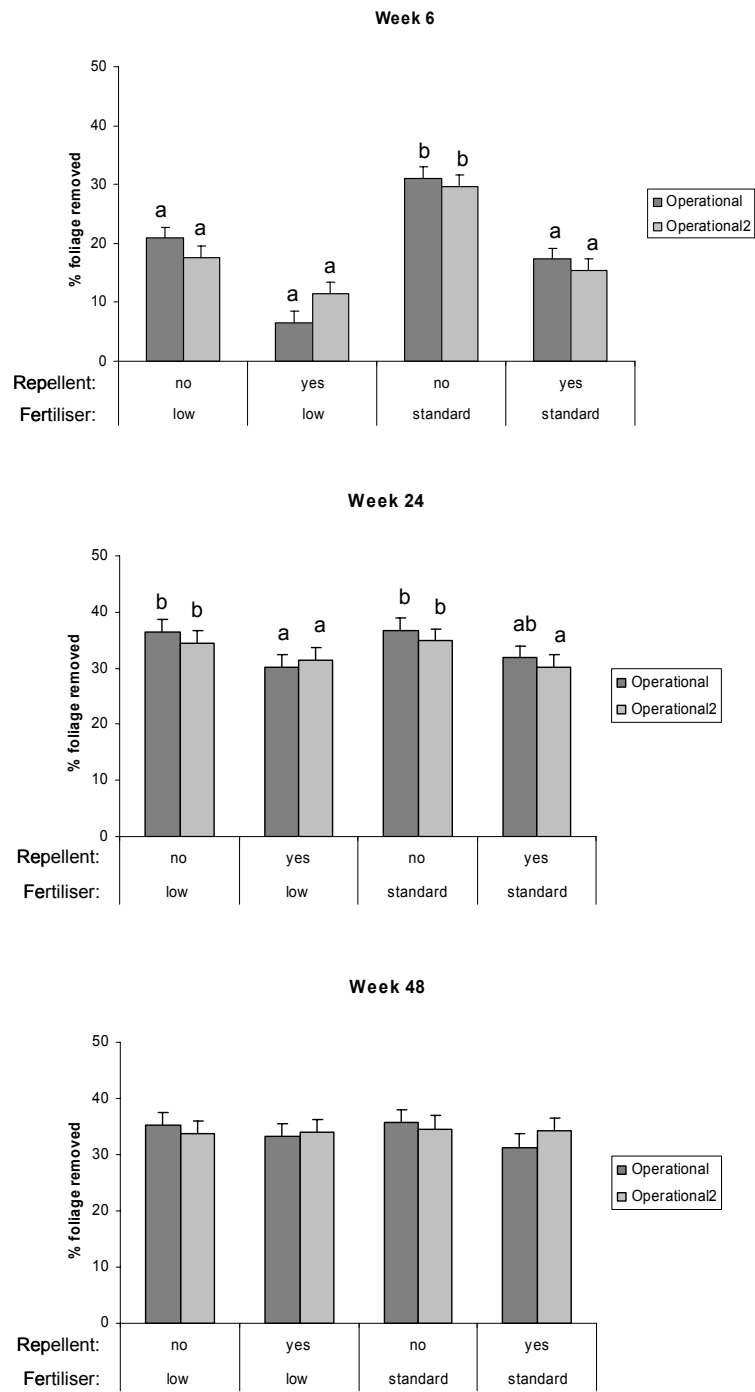 Week 6
50
40
30
20
10
0
% foliage removed
a a a a b b a a
Operational
Operational2
Repellent: no yes no yes
Fertiliser: low low standard standard
Week 24
50
40
30
20
10
0
% foliage removed
b b a a b b ab a
Operational
Operational2
Repellent: no yes no yes
Fertiliser: low low standard standard
Week 48
50
40
30
20
10
0
% foliage removed
Operational
Operational2
Repellent: no yes no yes
Fertiliser: low low standard standard